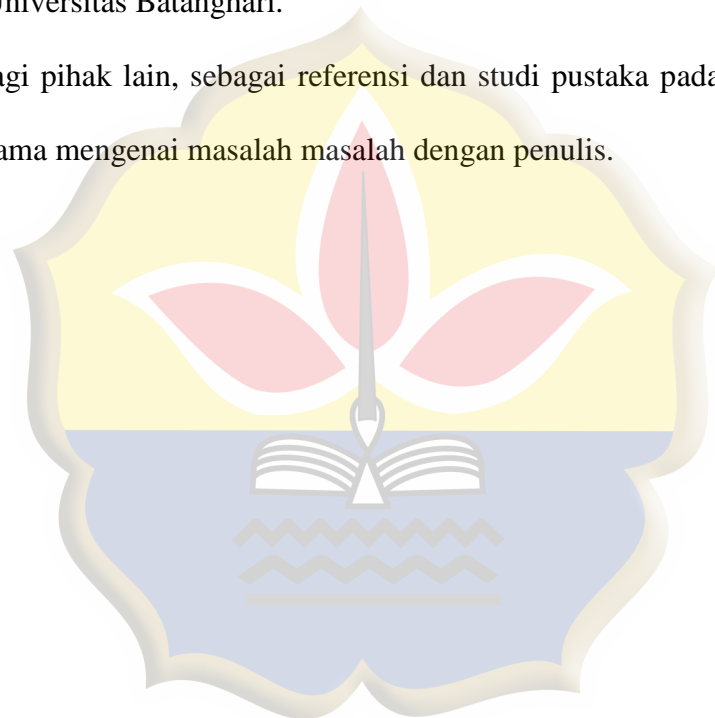 Universitas Batanghari.
agi pihak lain, sebagai referensi dan studi pustaka pada
ama mengenai masalah masalah dengan penulis.